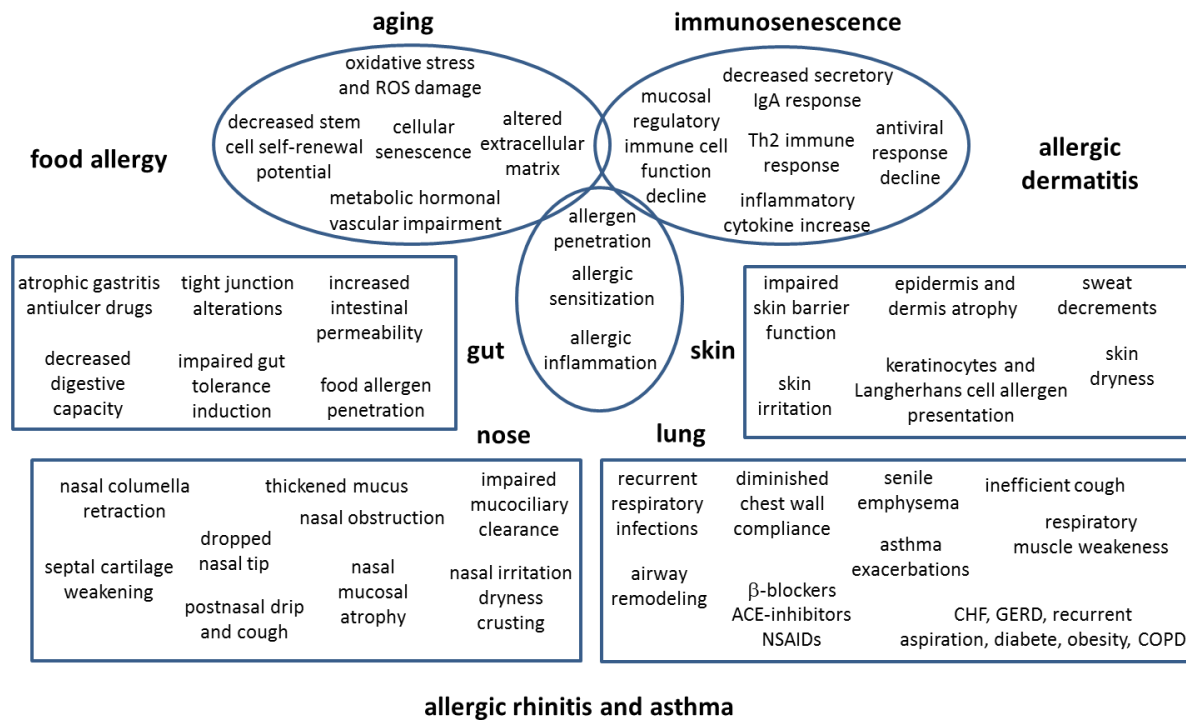 aging
immunosenescence
oxidative stress
and ROS damage
decreased stem
cell self-renewal
potential
cellular
senescence
altered
extracellular
matrix
metabolic hormonal
vascular impairment
decreased secretory
IgA response
mucosal
regulatory
immune cell
function
decline
Th2 immune
response
antiviral
response
decline
inflammatory
cytokine increase
food allergy
allergic
dermatitis
allergen
penetration
allergic
sensitization
allergic
inflammation
atrophic gastritis
antiulcer drugs
tight junction
alterations
increased
intestinal
permeability
decreased
digestive
capacity
impaired gut
tolerance
induction
food allergen
penetration
gut
skin
impaired
skin barrier
function
epidermis and
dermis atrophy
sweat
decrements
skin
irritation
keratinocytes and
Langherhans cell allergen
presentation
skin
dryness
nose
lung
nasal columella
retraction
thickened mucus
nasal obstruction
impaired
mucociliary
clearance
septal cartilage
weakening
dropped
nasal tip
postnasal drip
and cough
nasal
mucosal
atrophy
nasal irritation
dryness
crusting
recurrent
respiratory
infections
diminished
chest wall
compliance
senile
emphysema
inefficient cough
respiratory
muscle weakness
airway
remodeling
asthma
exacerbations
β-blockers
ACE-inhibitors
NSAIDs
CHF, GERD, recurrent
aspiration, diabete, obesity, COPD
allergic rhinitis and asthma